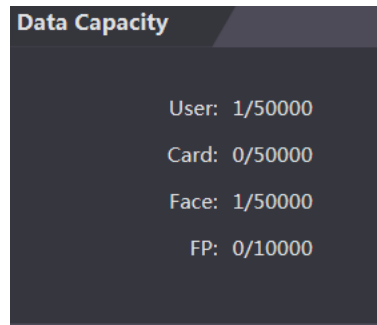 Data Capacity
User: 1/50000
Card: 0/50000
Face: 1/50000
FP: 0/10000